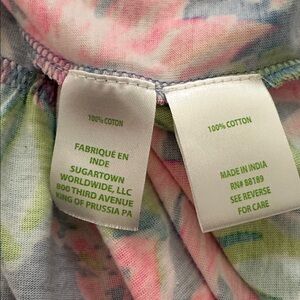 100% COTTON
FABRIQUE EN
INDE
SUGARTOWN
WORLDWIDE, LLC
800 THIRD AVENUE
KING OF PRUSSIA PA
100% COTTON
MADE IN INDIA
RN# 88189
SEE REVERSE
FOR CARE